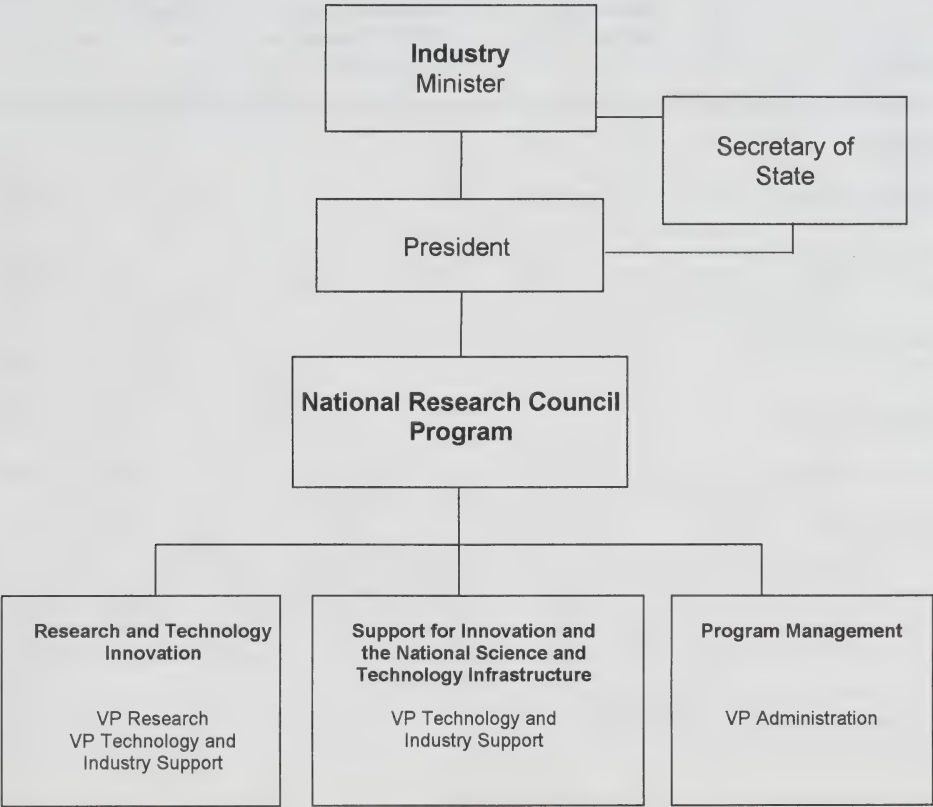 Industry
Minister
Secretary of
State
President
National Research Council
Program
Research and Technology
Innovation
VP Research
VP Technology and
Industry Support
Support for Innovation and
the National Science and
Technology Infrastructure
VP Technology and
Industry Support
Program Management
VP Administration